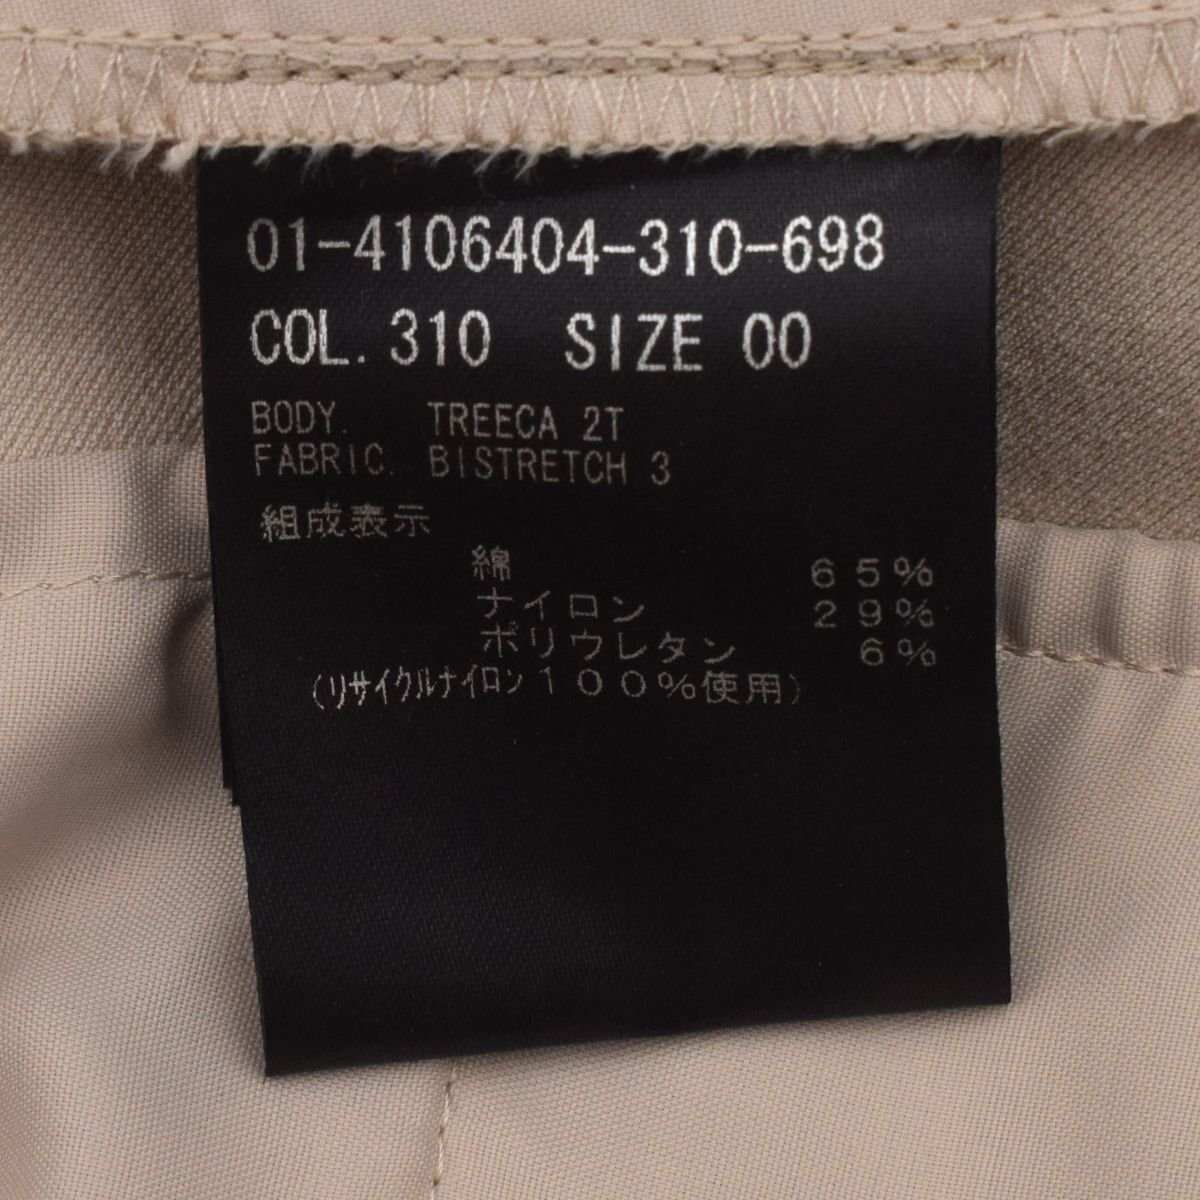 01-4106404-310-698
COL. 310 SIZE 00
BODY. TREECA 2T
FABRIC. BISTRETCH 3
組成表示
綿 65%
ナイロン 29%
ポリウレタン 6%
(リサイクルナイロン100%使用)